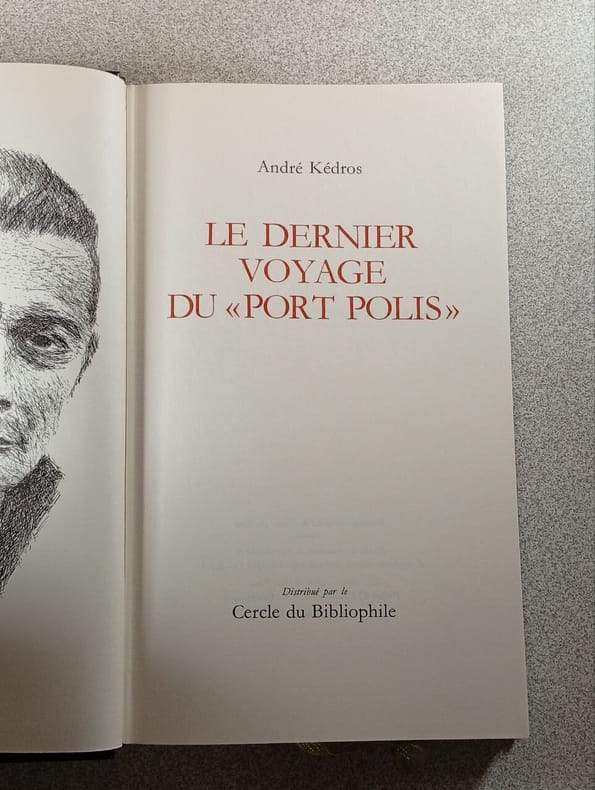 André Kédros
LE DERNIER
VOYAGE
DU «PORT POLIS»
Distribué par le
Cercle du Bibliophile